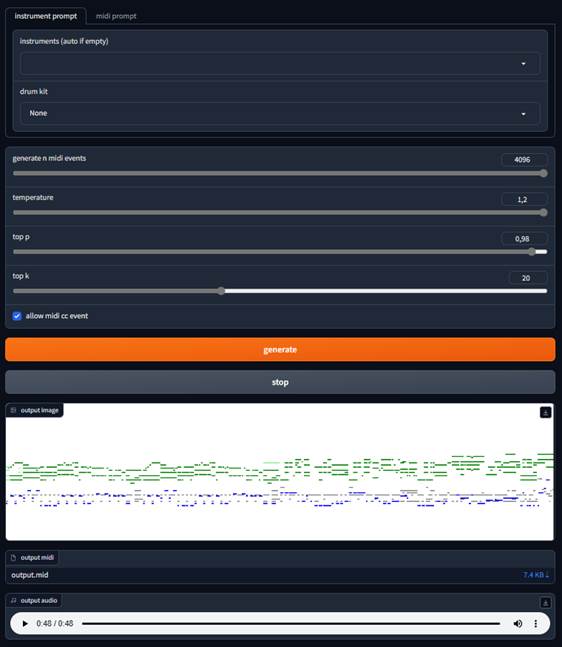 instrument prompt midi prompt
instruments (auto if empty)
drum kit
None
generate n midi events 4096
temperature 1,2
top p 0,98
top k 20
allow midi cc event
generate
stop
output image
output midi
output.mid 7.4 KB ↓
output audio
0:48 / 0:48